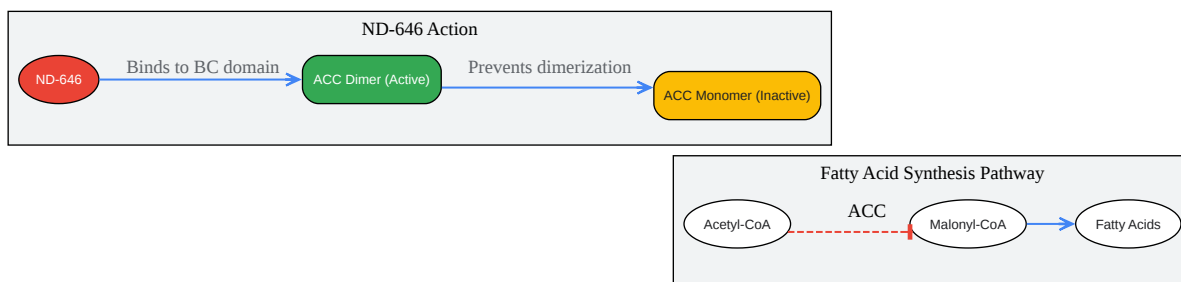 ND-646 Action
ND-646
Binds to BC domain
ACC Dimer (Active)
Prevents dimerization
ACC Monomer (Inactive)
Fatty Acid Synthesis Pathway
Acetyl-CoA
ACC
Malonyl-CoA
Fatty Acids